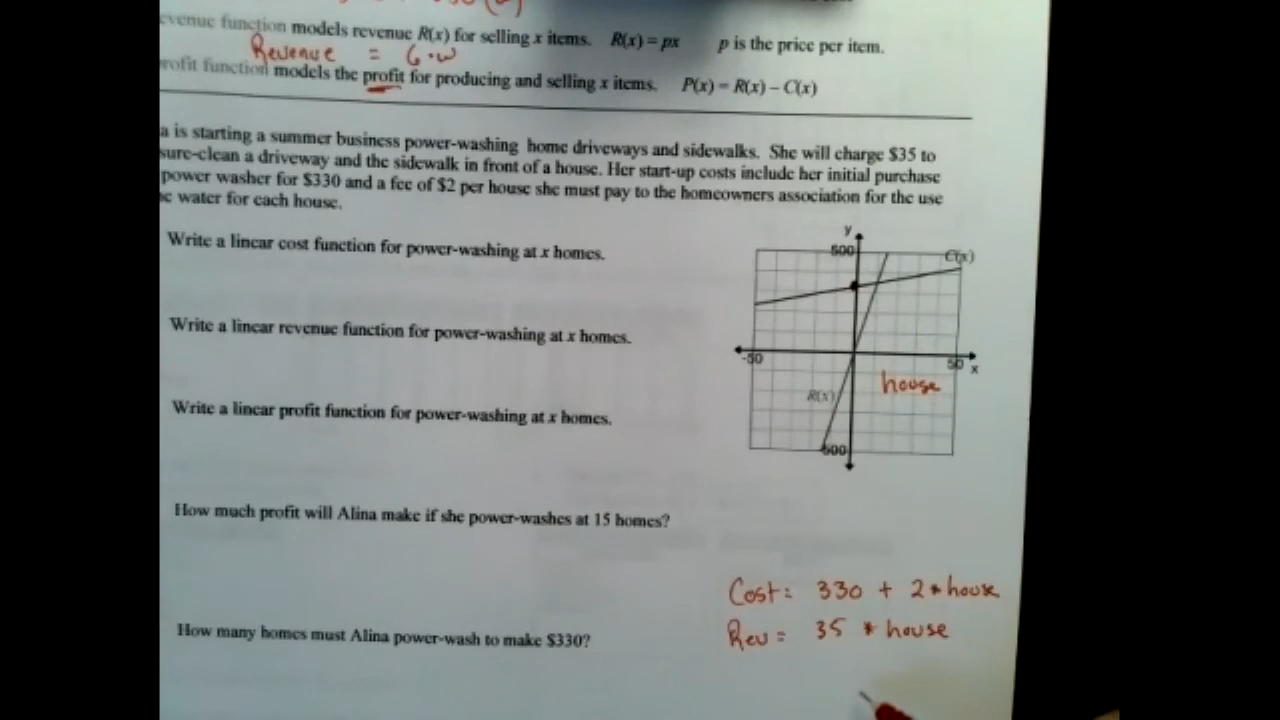 evenue function models revenue R(x) for selling x items. R(x) = px p is the price per item.
Revenue = 6·w
rofit function models the profit for producing and selling x items. P(x) = R(x) – C(x)
a is starting a summer business power-washing home driveways and sidewalks. She will charge $35 to
sure-clean a driveway and the sidewalk in front of a house. Her start-up costs include her initial purchase
power washer for $330 and a fee of $2 per house she must pay to the homeowners association for the use
e water for each house.
Write a linear cost function for power-washing at x homes.
y
500
C(x)
Write a linear revenue function for power-washing at x homes.
-50
50
x
house
R(x)
Write a linear profit function for power-washing at x homes.
-500
How much profit will Alina make if she power-washes at 15 homes?
Cost: 330 + 2 * house
Rev = 35 * house
How many homes must Alina power-wash to make $330?